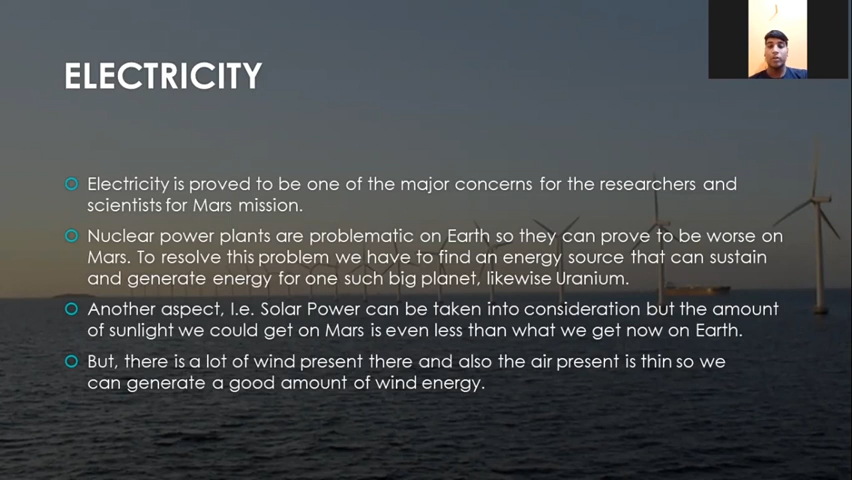 ELECTRICITY
Electricity is proved to be one of the major concerns for the researchers and
scientists for Mars mission.
Nuclear power plants are problematic on Earth so they can prove to be worse on
Mars. To resolve this problem we have to find an energy source that can sustain
and generate energy for one such big planet, likewise Uranium.
Another aspect, I.e. Solar Power can be taken into consideration but the amount
of sunlight we could get on Mars is even less than what we get now on Earth.
But, there is a lot of wind present there and also the air present is thin so we
can generate a good amount of wind energy.